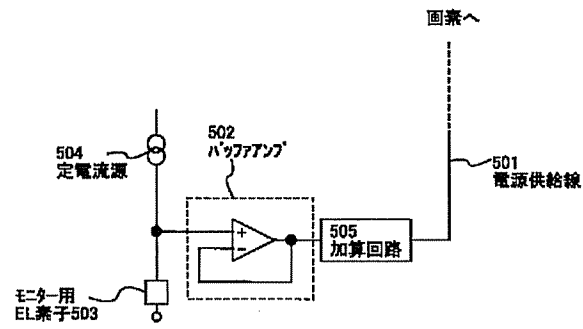 画素へ
502
バッファアンプ
504
定電流源
501
電源供給線
+
−
505
加算回路
モニター用
EL素子503